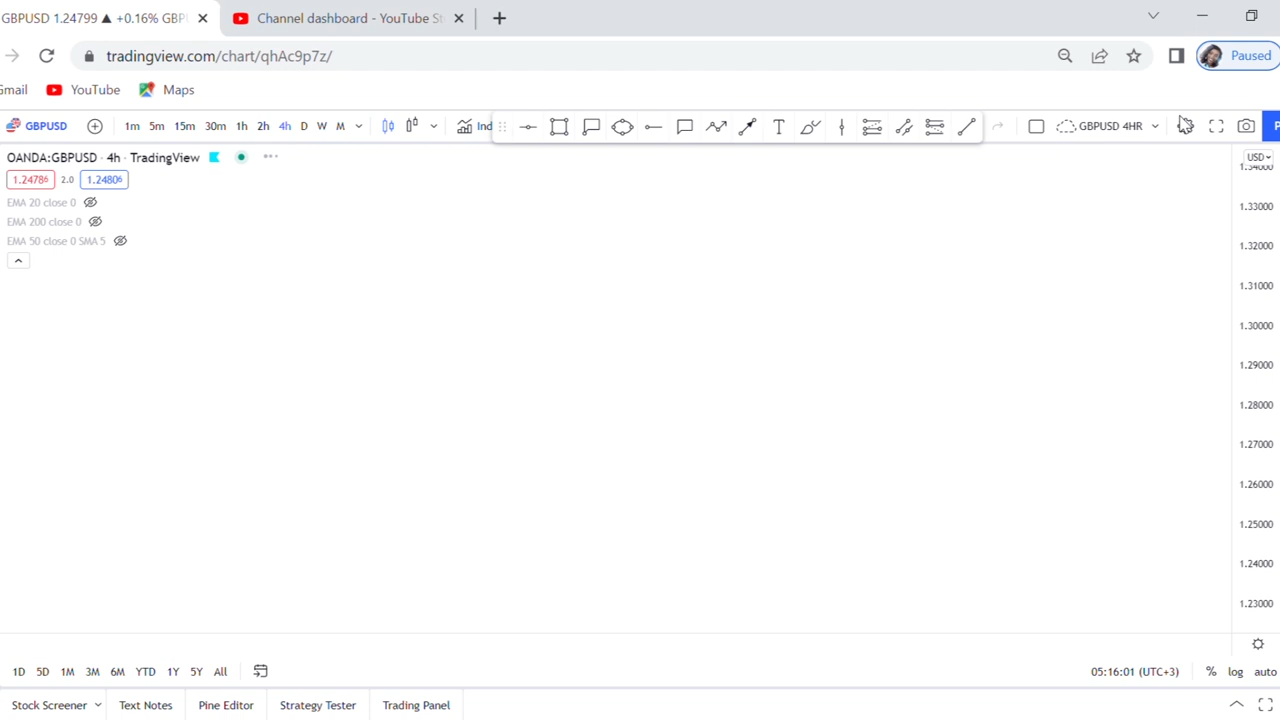 GBPUSD 1.24799 ▲ +0.16% GBP
Channel dashboard - YouTube St
tradingview.com/chart/qhAc9p7z/
Paused
Gmail
YouTube
Maps
GBPUSD
1m 5m 15m 30m 1h 2h 4h D W M
Ind
T
GBPUSD 4HR
P
OANDA:GBPUSD · 4h · TradingView
USD
1.24786 2.0 1.24806
EMA 20 close 0
EMA 200 close 0
EMA 50 close 0 SMA 5
1.34000
1.33000
1.32000
1.31000
1.30000
1.29000
1.28000
1.27000
1.26000
1.25000
1.24000
1.23000
1D 5D 1M 3M 6M YTD 1Y 5Y All
05:16:01 (UTC+3) % log auto
Stock Screener Text Notes Pine Editor Strategy Tester Trading Panel